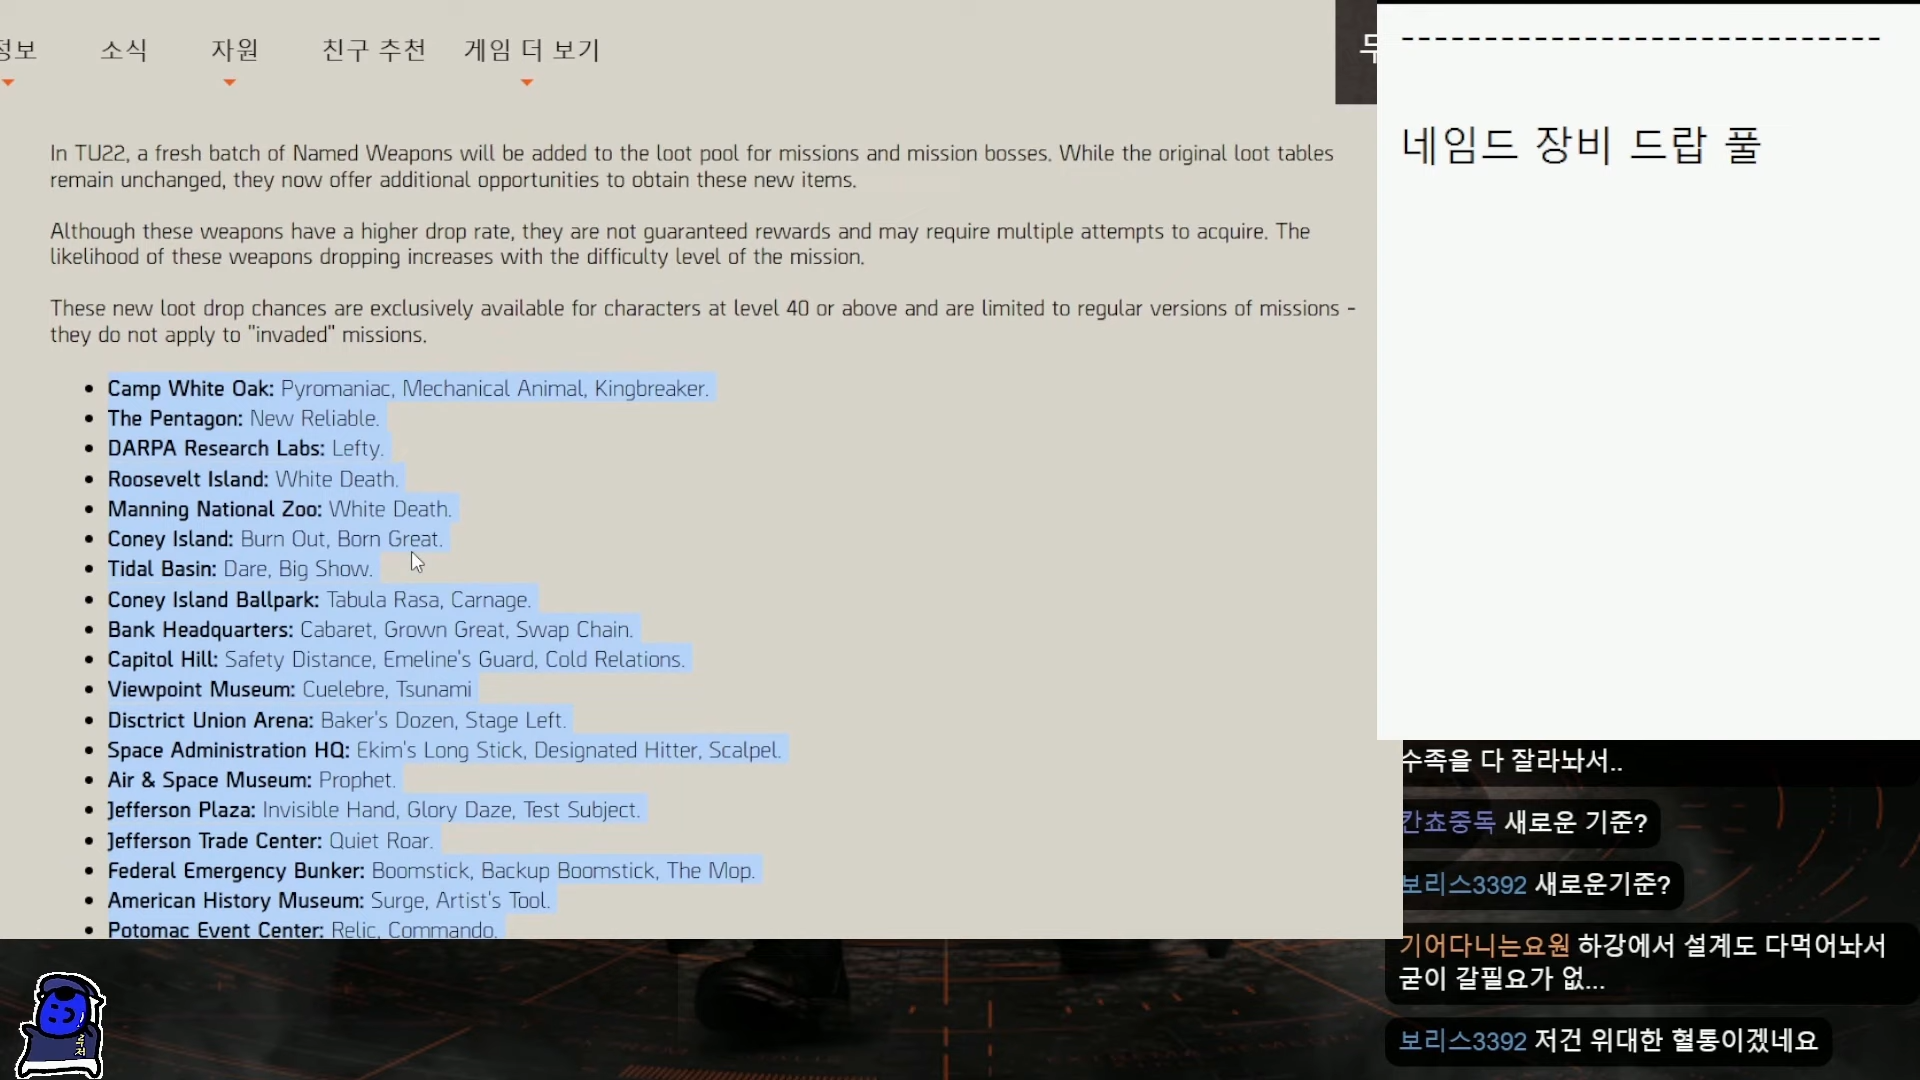 정보 소식 자원 친구 추천 게임 더 보기
In TU22, a fresh batch of Named Weapons will be added to the loot pool for missions and mission bosses. While the original loot tables
remain unchanged, they now offer additional opportunities to obtain these new items.
Although these weapons have a higher drop rate, they are not guaranteed rewards and may require multiple attempts to acquire. The
likelihood of these weapons dropping increases with the difficulty level of the mission.
These new loot drop chances are exclusively available for characters at level 40 or above and are limited to regular versions of missions -
they do not apply to "invaded" missions.
• Camp White Oak: Pyromaniac, Mechanical Animal, Kingbreaker.
• The Pentagon: New Reliable.
• DARPA Research Labs: Lefty.
• Roosevelt Island: White Death.
• Manning National Zoo: White Death.
• Coney Island: Burn Out, Born Great.
• Tidal Basin: Dare, Big Show.
• Coney Island Ballpark: Tabula Rasa, Carnage.
• Bank Headquarters: Cabaret, Grown Great, Swap Chain.
• Capitol Hill: Safety Distance, Emeline's Guard, Cold Relations.
• Viewpoint Museum: Cuelebre, Tsunami
• Disctrict Union Arena: Baker's Dozen, Stage Left.
• Space Administration HQ: Ekim's Long Stick, Designated Hitter, Scalpel.
• Air & Space Museum: Prophet.
• Jefferson Plaza: Invisible Hand, Glory Daze, Test Subject.
• Jefferson Trade Center: Quiet Roar.
• Federal Emergency Bunker: Boomstick, Backup Boomstick, The Mop.
• American History Museum: Surge, Artist's Tool.
• Potomac Event Center: Relic, Commando.
------------------------------
네임드 장비 드랍 풀
수족을 다 잘라놔서..
칸쵸중독 새로운 기준?
보리스3392 새로운기준?
기어다니는요원 하강에서 설계도 다먹어놔서
굳이 갈필요가 없...
보리스3392 저건 위대한 혈통이겠네요